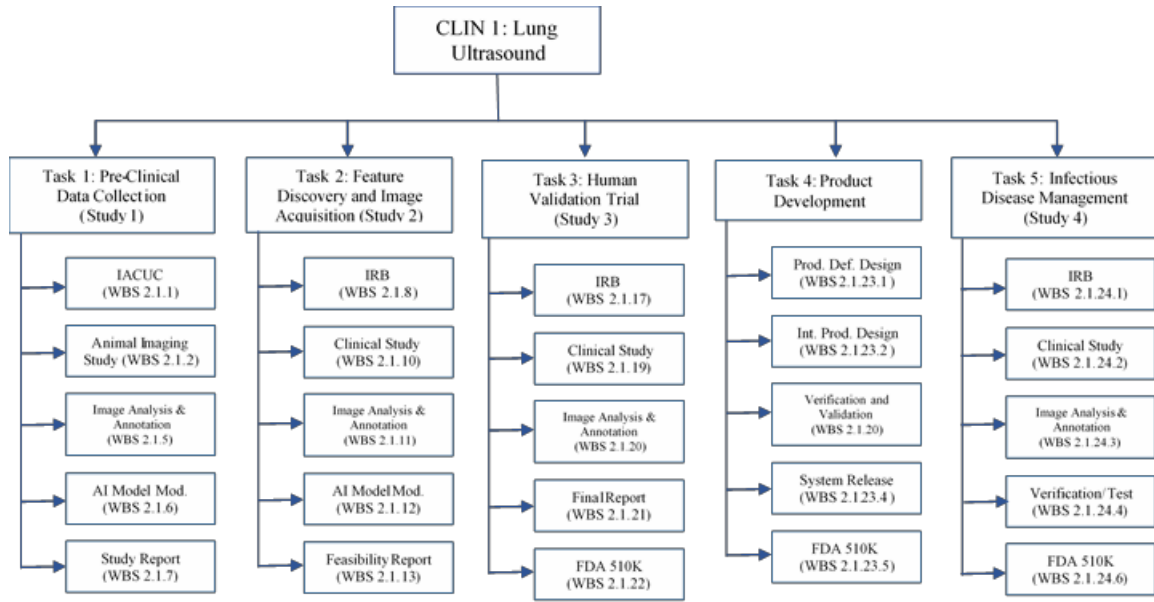 CLIN 1: Lung
Ultrasound
Task 1: Pre-Clinical
Data Collection
(Study 1)
IACUC
(WBS 2.1.1)
Animal Imaging
Study (WBS 2.1.2)
Image Analysis &
Annotation
(WBS 2.1.5)
AI Model Mod.
(WBS 2.1.6)
Study Report
(WBS 2.1.7)
Task 2: Feature
Discovery and Image
Acquisition (Study 2)
IRB
(WBS 2.1.8)
Clinical Study
(WBS 2.1.10)
Image Analysis &
Annotation
(WBS 2.1.11)
AI Model Mod.
(WBS 2.1.12)
Feasibility Report
(WBS 2.1.13)
Task 3: Human
Validation Trial
(Study 3)
IRB
(WBS 2.1.17)
Clinical Study
(WBS 2.1.19)
Image Analysis &
Annotation
(WBS 2.1.20)
Final Report
(WBS 2.1.21)
FDA 510K
(WBS 2.1.22)
Task 4: Product
Development
Prod. Def. Design
(WBS 2.1.23.1)
Int. Prod. Design
(WBS 2.1.23.2)
Verification and
Validation
(WBS 2.1.20)
System Release
(WBS 2.1.23.4)
FDA 510K
(WBS 2.1.23.5)
Task 5: Infectious
Disease Management
(Study 4)
IRB
(WBS 2.1.24.1)
Clinical Study
(WBS 2.1.24.2)
Image Analysis &
Annotation
(WBS 2.1.24.3)
Verification/Test
(WBS 2.1.24.4)
FDA 510K
(WBS 2.1.24.6)